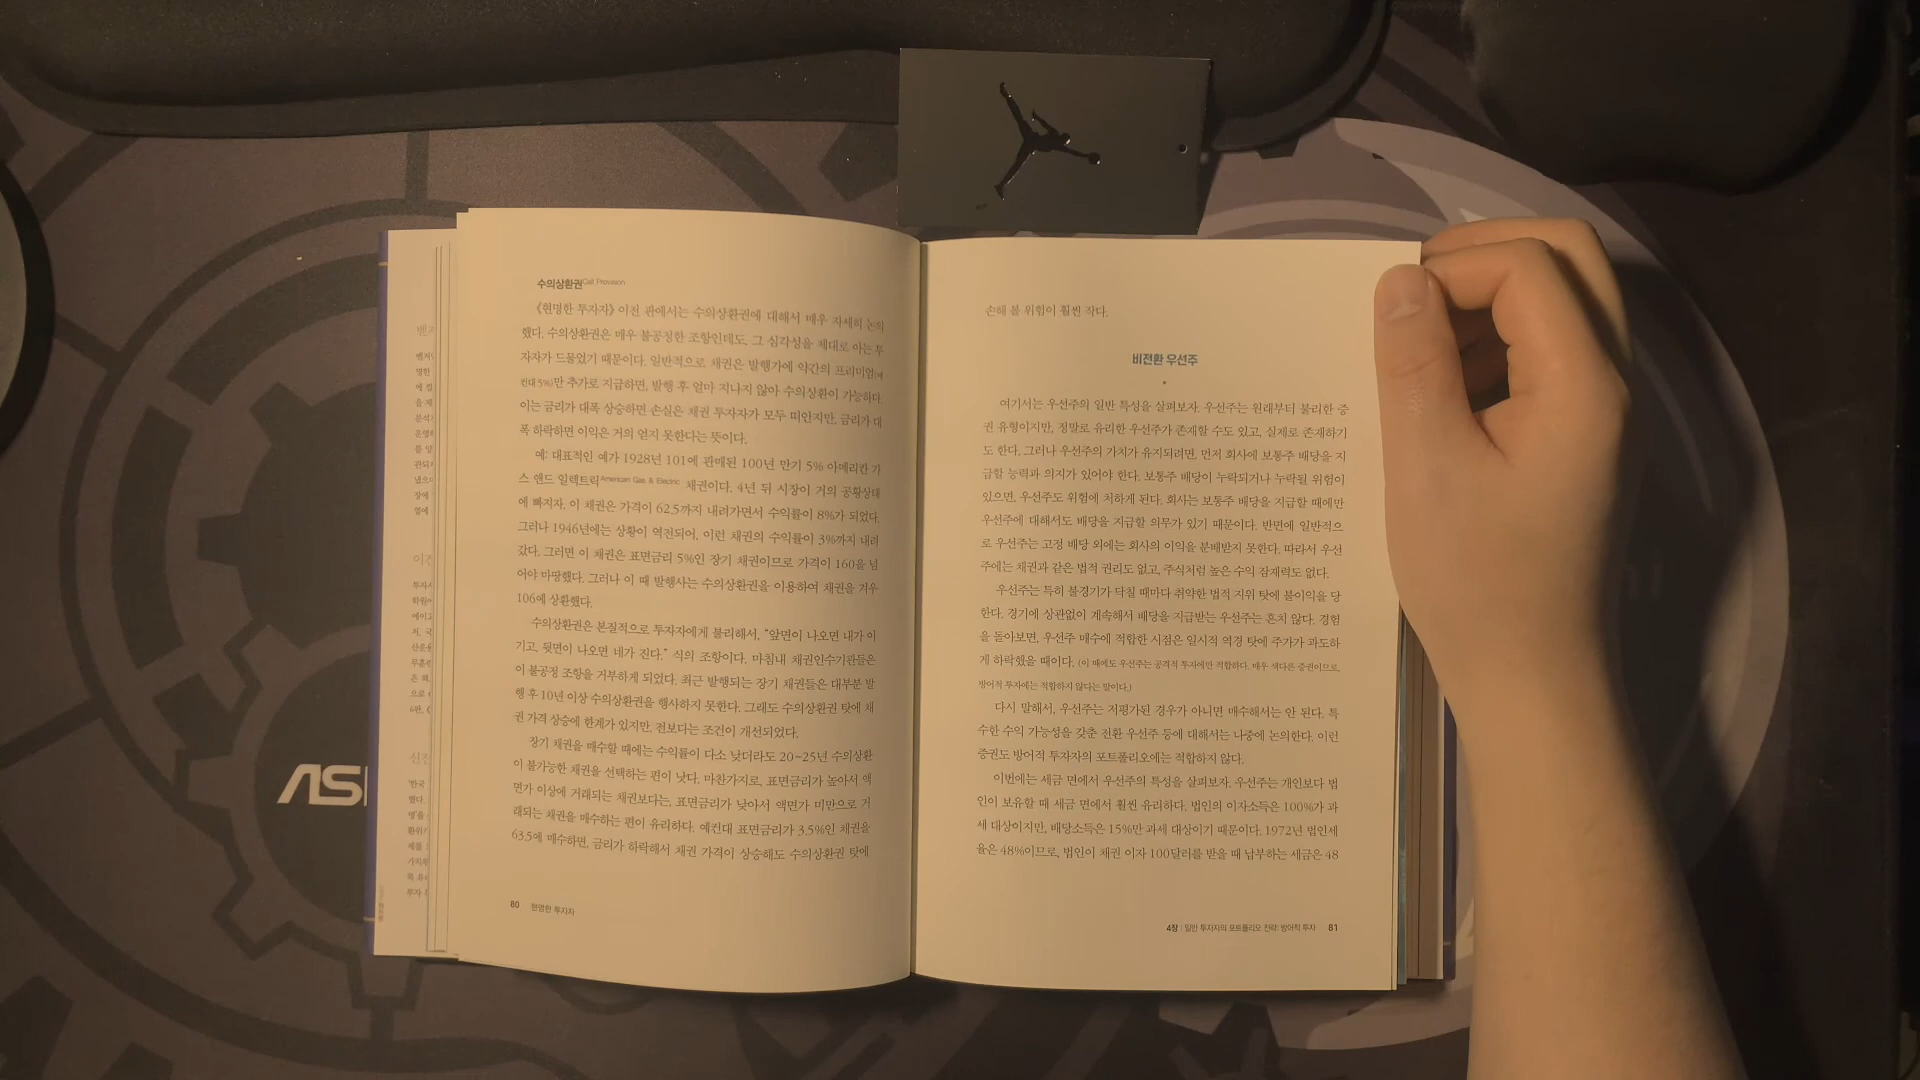 수의상환권Call Provision
《현명한 투자자》 이전 판에서는 수의상환권에 대해서 매우 자세히 논의
했다. 수의상환권은 매우 불공정한 조항인데도, 그 심각성을 제대로 아는 투
자자가 드물었기 때문이다. 일반적으로 채권은 발행가에 약간의 프리미엄(예
컨대 5%)만 추가로 지급하면, 발행 후 얼마 지나지 않아 수의상환이 가능하다.
이는 금리가 대폭 상승하면 손실은 채권 투자자가 모두 떠안지만, 금리가 대
폭 하락하면 이익은 거의 얻지 못한다는 뜻이다.
예: 대표적인 예가 1928년 101에 판매된 100년 만기 5% 아메리칸 가
스 앤드 일렉트릭American Gas & Electric 채권이다. 4년 뒤 시장이 거의 공황상태
에 빠지자, 이 채권은 가격이 62.5까지 내려가면서 수익률이 8%가 되었다.
그러나 1946년에는 상황이 역전되어, 이런 채권의 수익률이 3%까지 내려
갔다. 그러면 이 채권은 표면금리 5%인 장기 채권이므로 가격이 160을 넘
어야 마땅했다. 그러나 이 때 발행사는 수의상환권을 이용하여 채권을 겨우
106에 상환했다.
수의상환권은 본질적으로 투자자에게 불리해서, “앞면이 나오면 내가 이
기고, 뒷면이 나오면 네가 진다.” 식의 조항이다. 마침내 채권인수기관들은
이 불공정 조항을 거부하게 되었다. 최근 발행되는 장기 채권들은 대부분 발
행 후 10년 이상 수의상환권을 행사하지 못한다. 그래도 수의상환권 탓에 채
권 가격 상승에 한계가 있지만, 전보다는 조건이 개선되었다.
장기 채권을 매수할 때에는 수익률이 다소 낮더라도 20~25년 수의상환
이 불가능한 채권을 선택하는 편이 낫다. 마찬가지로, 표면금리가 높아서 액
면가 이상에 거래되는 채권보다는, 표면금리가 낮아서 액면가 미만으로 거
래되는 채권을 매수하는 편이 유리하다. 예컨대 표면금리가 3.5%인 채권을
63.5에 매수하면, 금리가 하락해서 채권 가격이 상승해도 수의상환권 탓에
80 현명한 투자자
손해 볼 위험이 훨씬 작다.
비전환 우선주
여기서는 우선주의 일반 특성을 살펴보자. 우선주는 원래부터 불리한 증
권 유형이지만, 정말로 유리한 우선주가 존재할 수도 있고, 실제로 존재하기
도 한다. 그러나 우선주의 가치가 유지되려면, 먼저 회사에 보통주 배당을 지
급할 능력과 의지가 있어야 한다. 보통주 배당이 누락되거나 누락될 위험이
있으면, 우선주도 위험에 처하게 된다. 회사는 보통주 배당을 지급할 때에만
우선주에 대해서도 배당을 지급할 의무가 있기 때문이다. 반면에 일반적으
로 우선주는 고정 배당 외에는 회사의 이익을 분배받지 못한다. 따라서 우선
주에는 채권과 같은 법적 권리도 없고, 주식처럼 높은 수익 잠재력도 없다.
우선주는 특히 불경기가 닥칠 때마다 취약한 법적 지위 탓에 불이익을 당
한다. 경기에 상관없이 계속해서 배당을 지급받는 우선주는 흔치 않다. 경험
을 돌아보면, 우선주 매수에 적합한 시점은 일시적 역경 탓에 주가가 과도하
게 하락했을 때이다. (이 때에도 우선주는 공격적 투자에만 적합하다. 매우 색다른 증권이므로,
방어적 투자에는 적합하지 않다는 말이다.)
다시 말해서, 우선주는 저평가된 경우가 아니면 매수해서는 안 된다. 특
수한 수익 가능성을 갖춘 전환 우선주 등에 대해서는 나중에 논의한다. 이런
증권도 방어적 투자자의 포트폴리오에는 적합하지 않다.
이번에는 세금 면에서 우선주의 특성을 살펴보자. 우선주는 개인보다 법
인이 보유할 때 세금 면에서 훨씬 유리하다. 법인의 이자소득은 100%가 과
세 대상이지만, 배당소득은 15%만 과세 대상이기 때문이다. 1972년 법인세
율은 48%이므로, 법인이 채권 이자 100달러를 받을 때 납부하는 세금은 48
4장 | 일반 투자자의 포트폴리오 전략: 방어적 투자 81